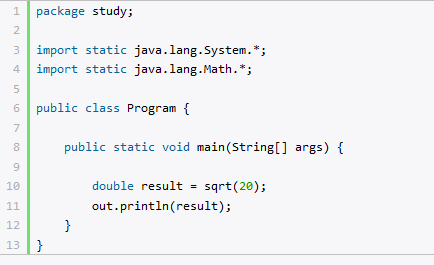 1 package study;
2
3 import static java.lang.System.*;
4 import static java.lang.Math.*;
5
6 public class Program {
7
8     public static void main(String[] args) {
9
10         double result = sqrt(20);
11         out.println(result);
12     }
13 }